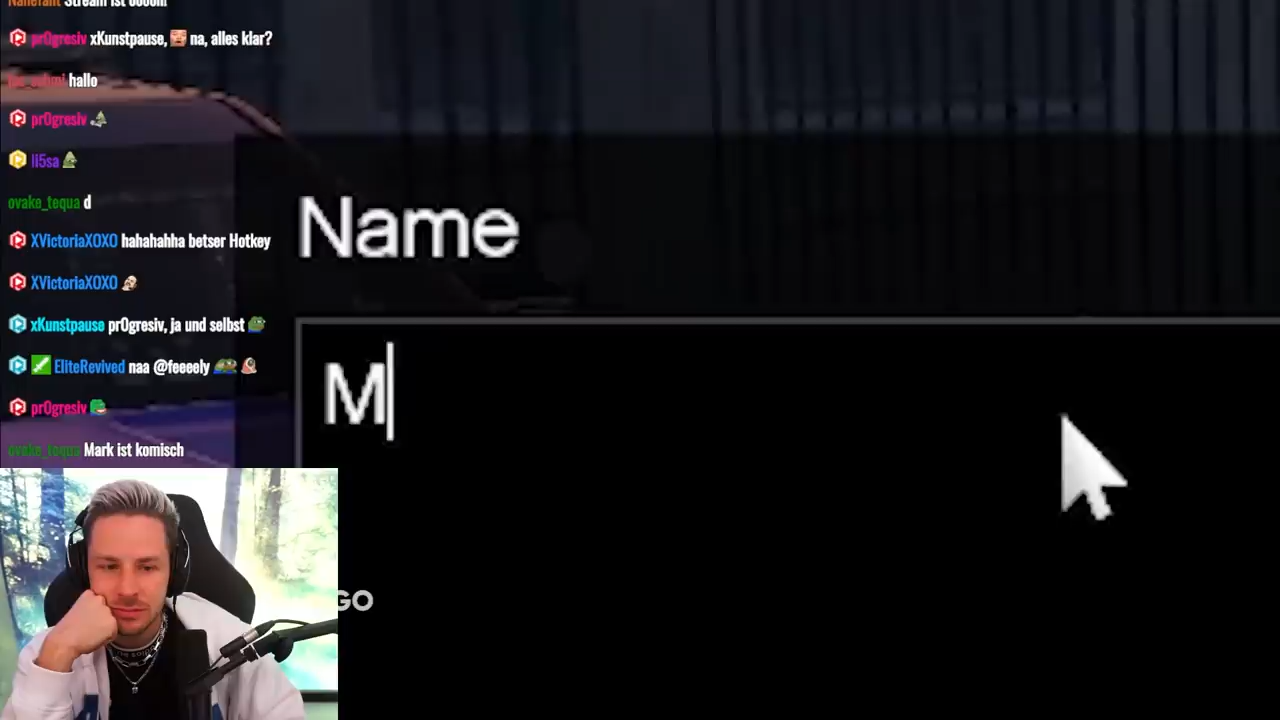 Stream ist
pr0gresiv xKunstpause, na, alles klar?
hallo
pr0gresiv
li5sa
ovake_tequa d
XVictoriaXOXO hahahahha betser Hotkey
XVictoriaXOXO
xKunstpause pr0gresiv, ja und selbst
EliteRevived naa @feeeely
pr0gresiv
ovake_tequa Mark ist komisch
Name
M
GO